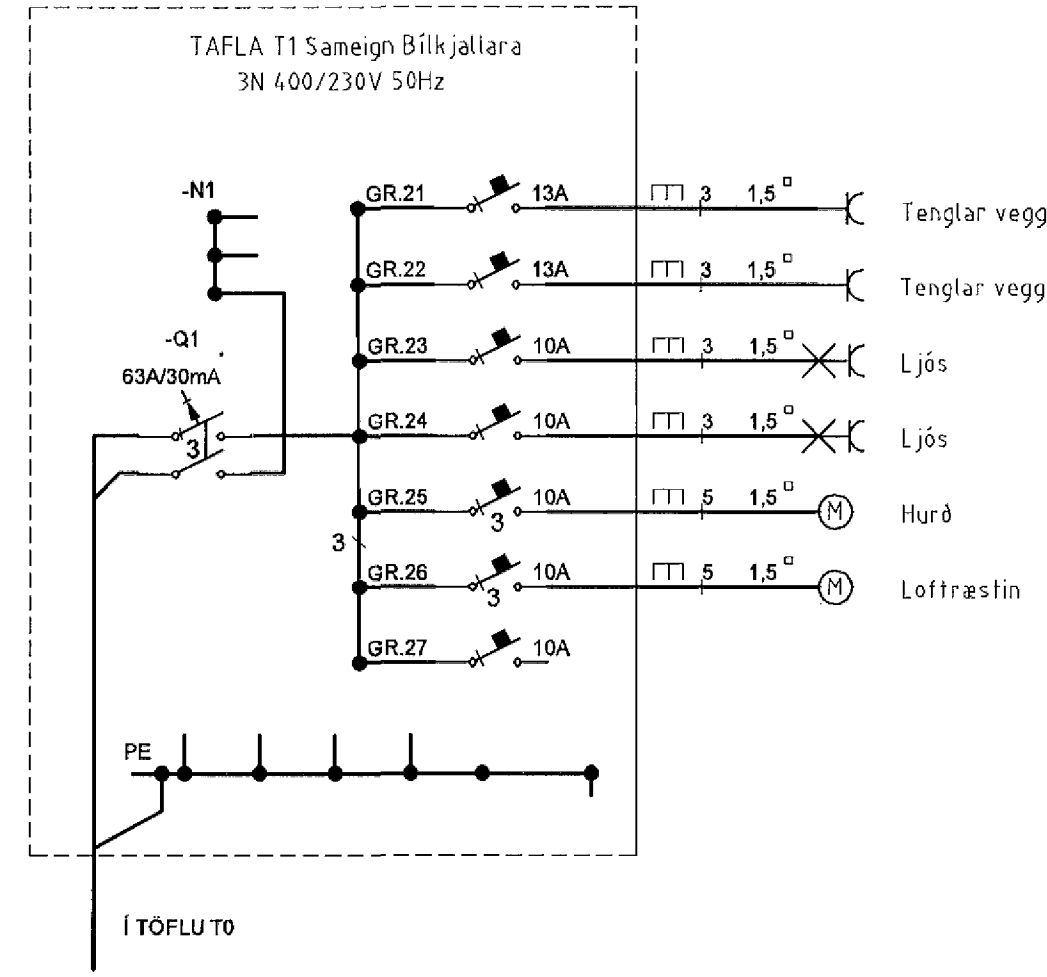 TAFLA T1 Sameign Bílkjallara
3N 400/230V 50Hz
-N1
-Q1
63A/30mA
3
GR.21 13A 3 1,5 Tenglar vegg
GR.22 13A 3 1,5 Tenglar vegg
GR.23 10A 3 1,5 Ljós
GR.24 10A 3 1,5 Ljós
GR.25 3 10A 5 1,5 M Hurð
3
GR.26 3 10A 5 1,5 M Loftræstin
GR.27 10A
PE
Í TÖFLU T0